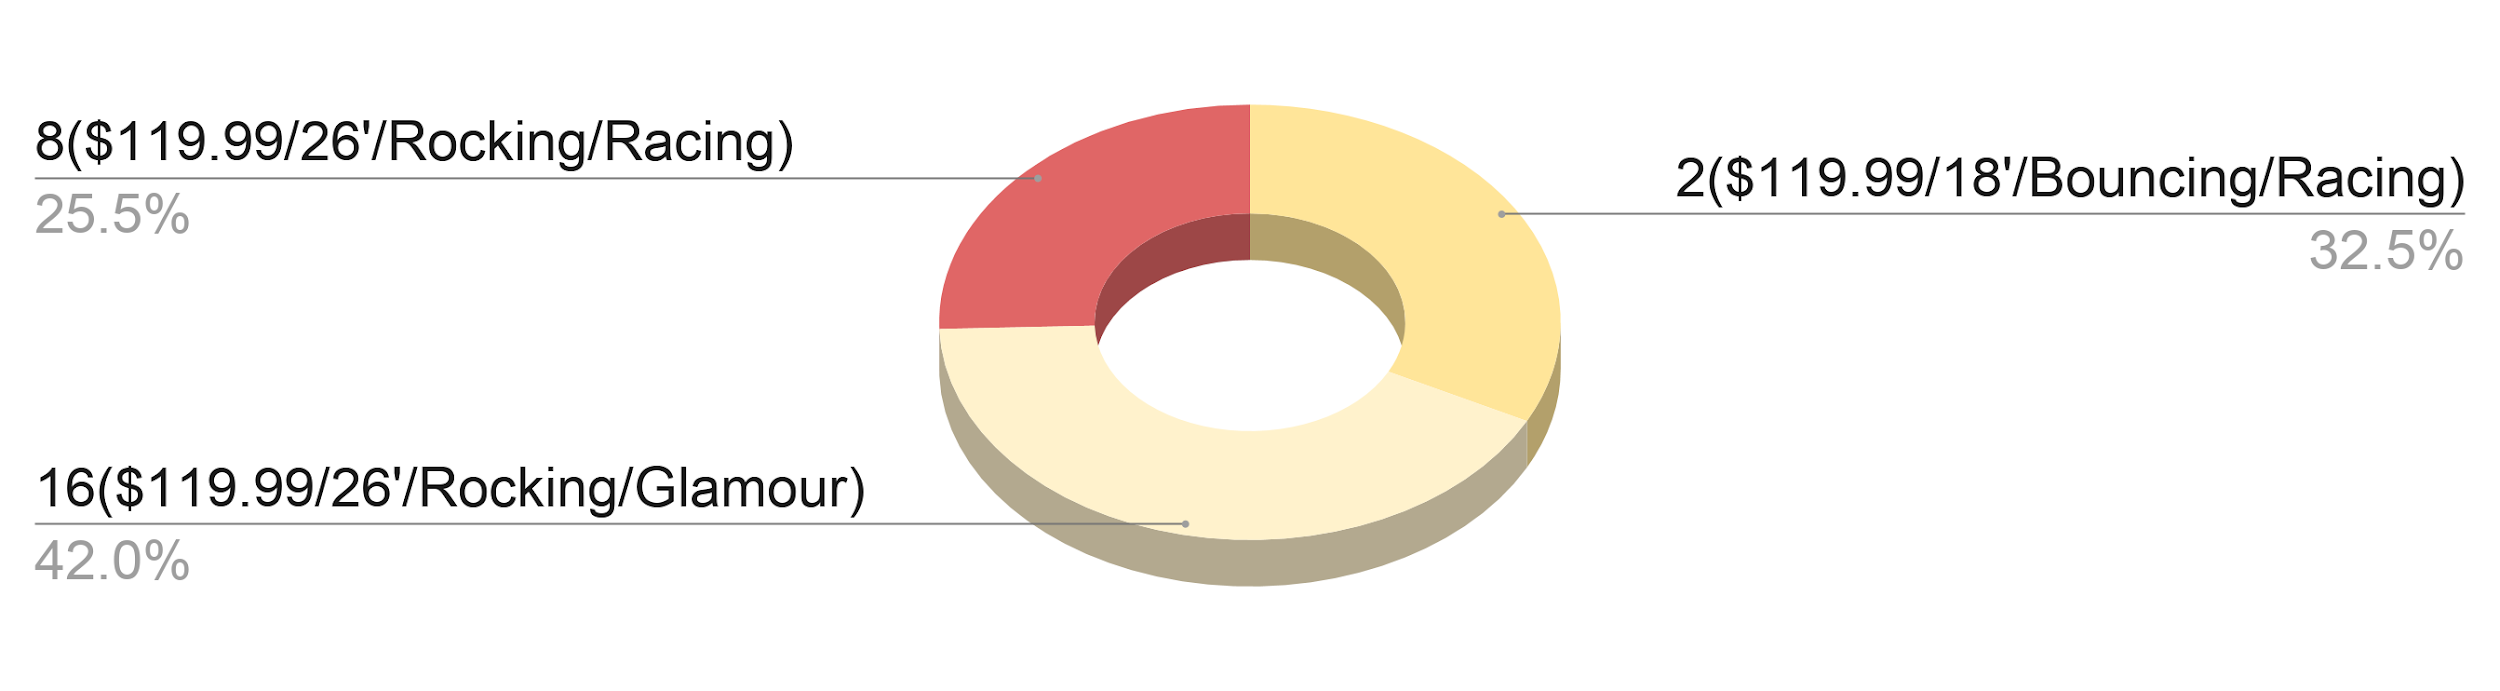 8($119.99/26'/Rocking/Racing)
25.5%
2($119.99/18'/Bouncing/Racing)
32.5%
16($119.99/26'/Rocking/Glamour)
42.0%